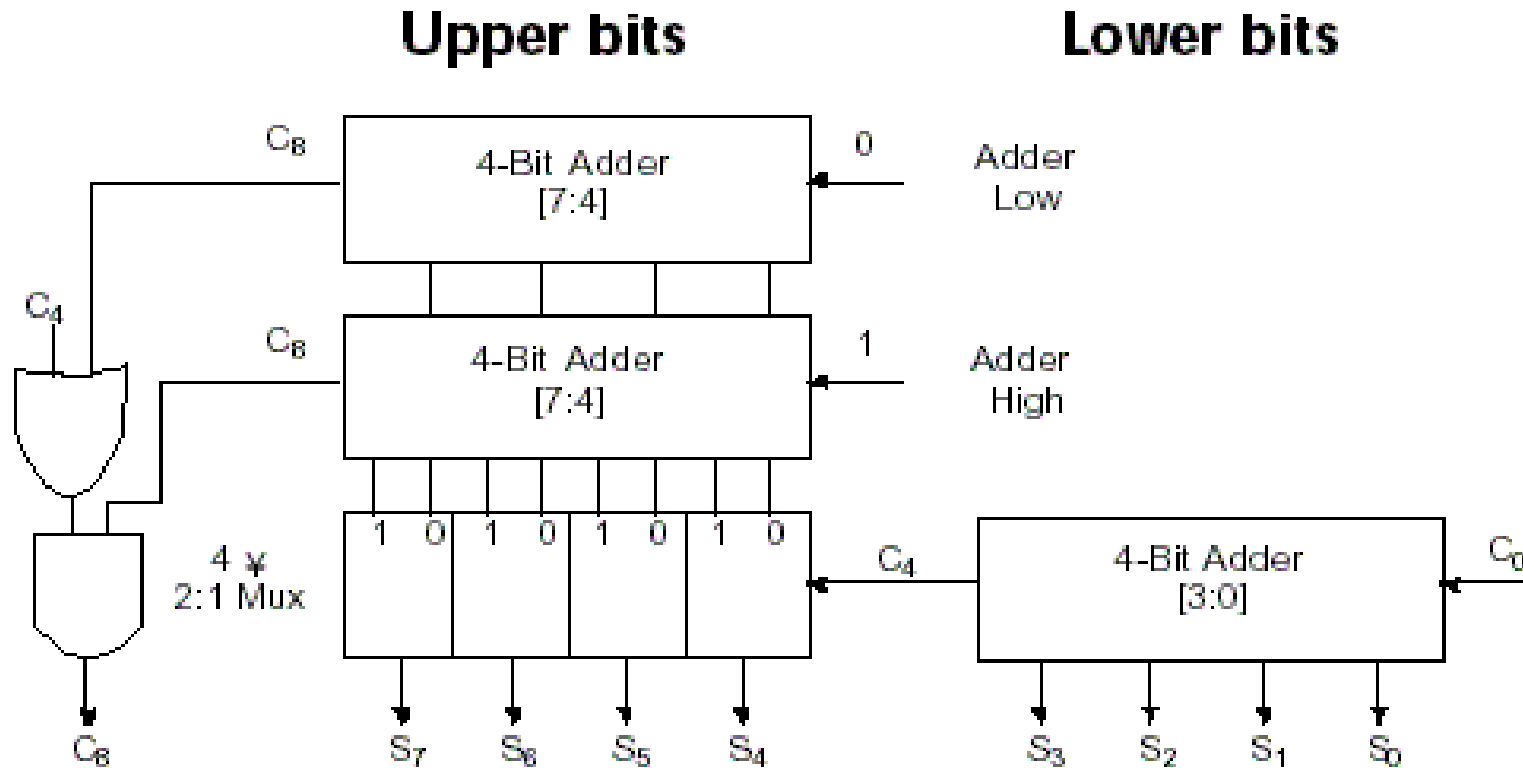 Upper bits
Lower bits
C8
4-Bit Adder
[7:4]
0
Adder
Low
C4
C8
4-Bit Adder
[7:4]
1
Adder
High
1 0 1 0 1 0 1 0
4 ¥
2:1 Mux
C4
4-Bit Adder
[3:0]
C0
C8
S7
S6
S5
S4
S3
S2
S1
S0